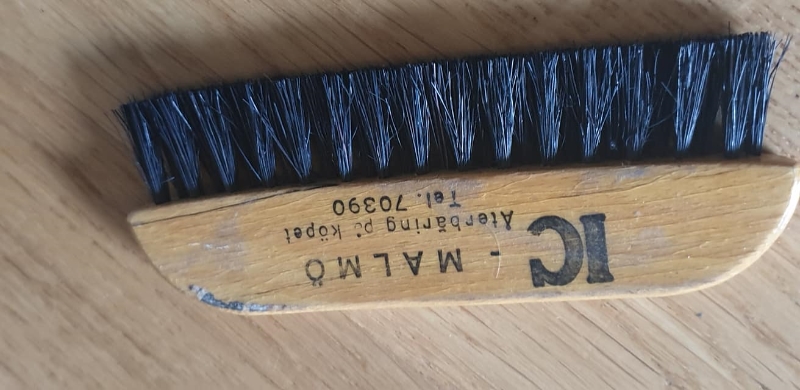 IC - MALMÖ
Återbäring på köpet
Tel. 70390